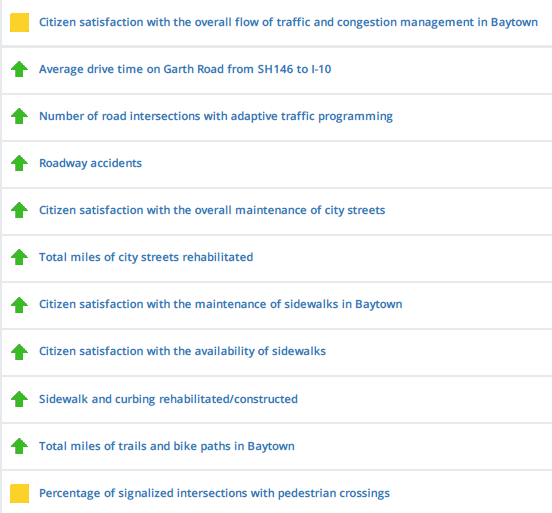 Citizen satisfaction with the overall flow of traffic and congestion management in Baytown
Average drive time on Garth Road from SH146 to I-10
Number of road intersections with adaptive traffic programming
Roadway accidents
Citizen satisfaction with the overall maintenance of city streets
Total miles of city streets rehabilitated
Citizen satisfaction with the maintenance of sidewalks in Baytown
Citizen satisfaction with the availability of sidewalks
Sidewalk and curbing rehabilitated/constructed
Total miles of trails and bike paths in Baytown
Percentage of signalized intersections with pedestrian crossings